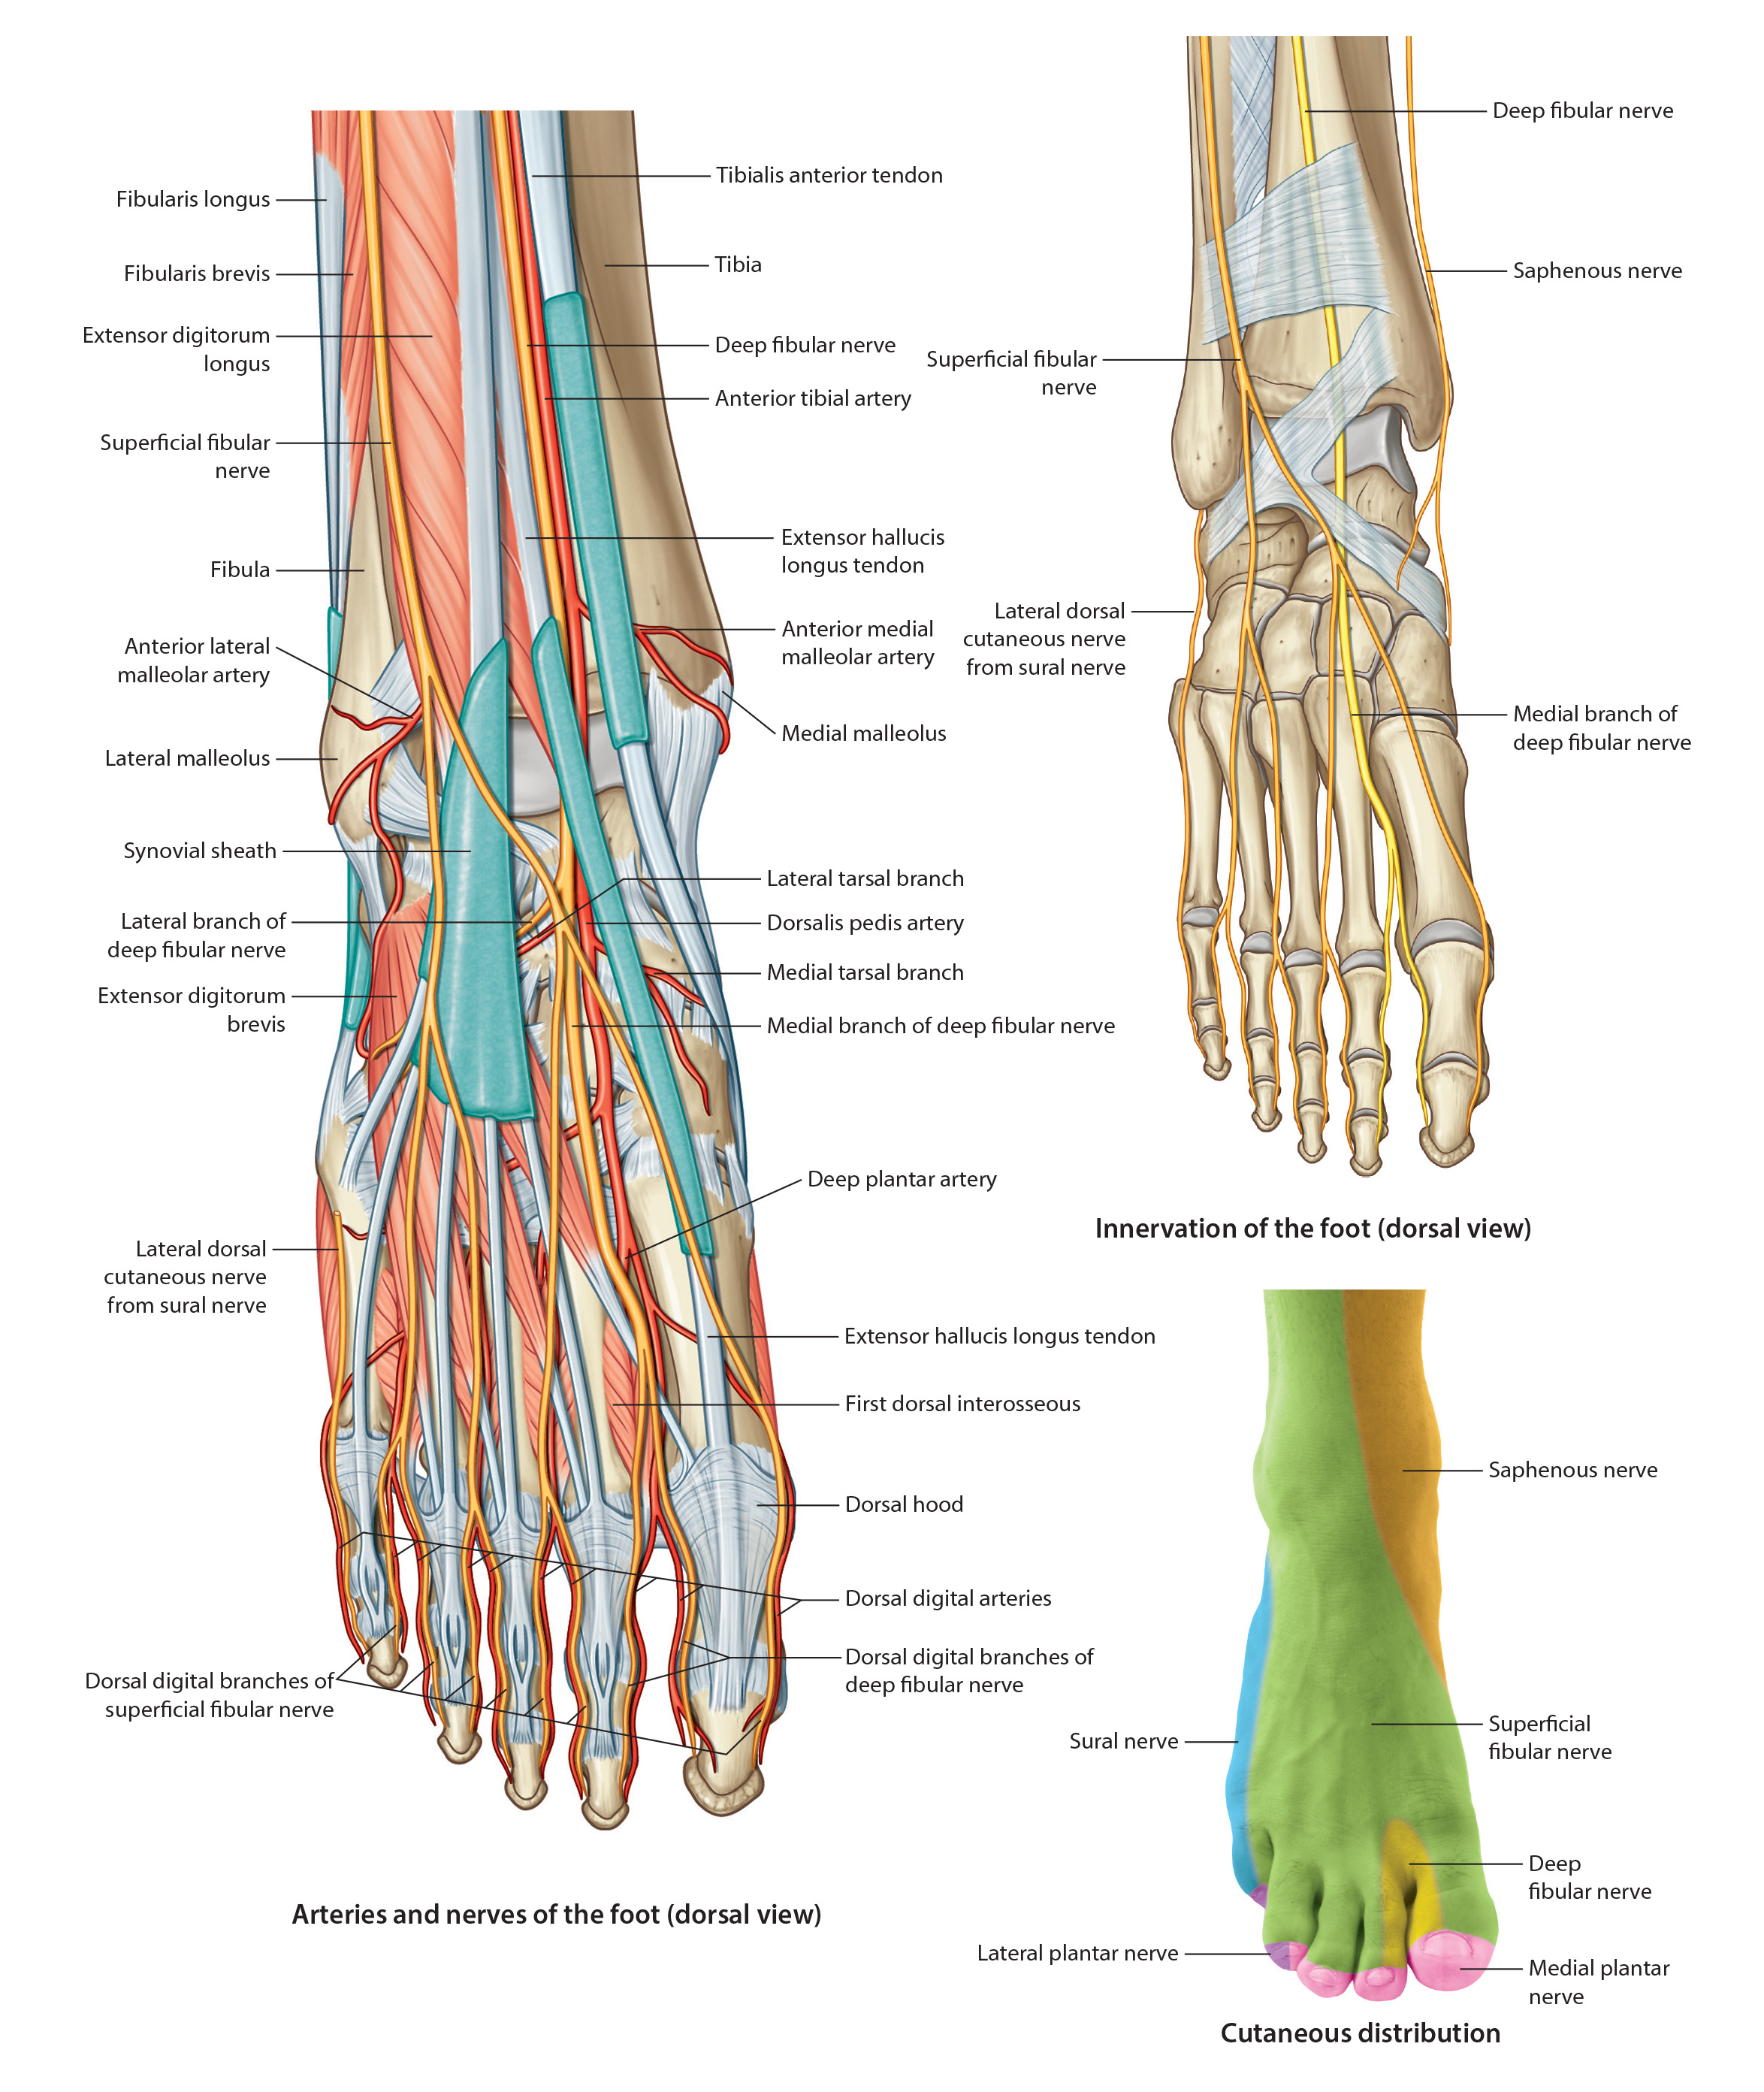 Fibularis longus
Fibularis brevis
Extensor digitorum
longus
Superficial fibular
nerve
Fibula
Anterior lateral
malleolar artery
Lateral malleolus
Synovial sheath
Lateral branch of
deep fibular nerve
Extensor digitorum
brevis
Lateral dorsal
cutaneous nerve
from sural nerve
Dorsal digital branches of
superficial fibular nerve
Tibialis anterior tendon
Tibia
Deep fibular nerve
Anterior tibial artery
Extensor hallucis
longus tendon
Anterior medial
malleolar artery
Medial malleolus
Lateral tarsal branch
Dorsalis pedis artery
Medial tarsal branch
Medial branch of deep fibular nerve
Deep plantar artery
Extensor hallucis longus tendon
First dorsal interosseous
Dorsal hood
Dorsal digital arteries
Dorsal digital branches of
deep fibular nerve
Arteries and nerves of the foot (dorsal view)
Deep fibular nerve
Saphenous nerve
Superficial fibular
nerve
Lateral dorsal
cutaneous nerve
from sural nerve
Medial branch of
deep fibular nerve
Innervation of the foot (dorsal view)
Saphenous nerve
Superficial
fibular nerve
Sural nerve
Deep
fibular nerve
Lateral plantar nerve
Medial plantar
nerve
Cutaneous distribution